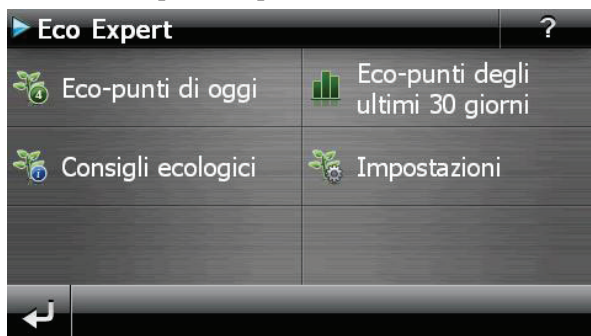 Eco Expert
?
Eco-punti di oggi
Eco-punti degli
ultimi 30 giorni
Consigli ecologici
Impostazioni